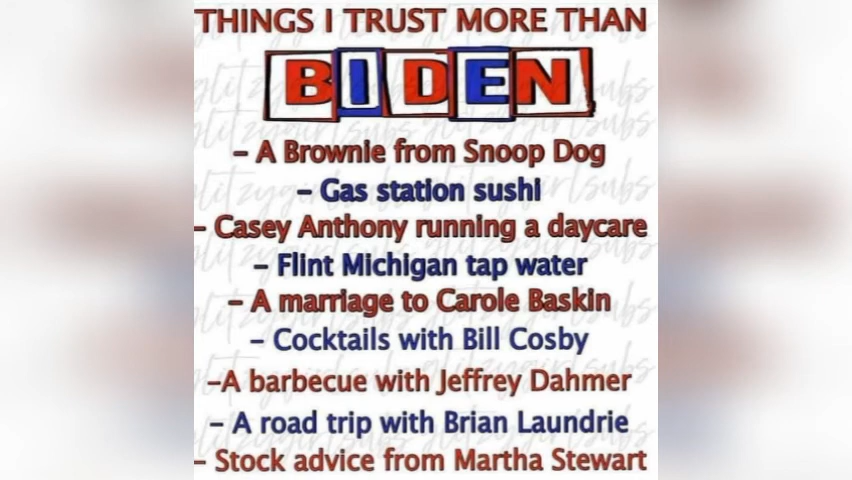 THINGS I TRUST MORE THAN
BIDEN
- A Brownie from Snoop Dog
- Gas station sushi
- Casey Anthony running a daycare
- Flint Michigan tap water
- A marriage to Carole Baskin
- Cocktails with Bill Cosby
-A barbecue with Jeffrey Dahmer
- A road trip with Brian Laundrie
- Stock advice from Martha Stewart
glitzygirlsubs